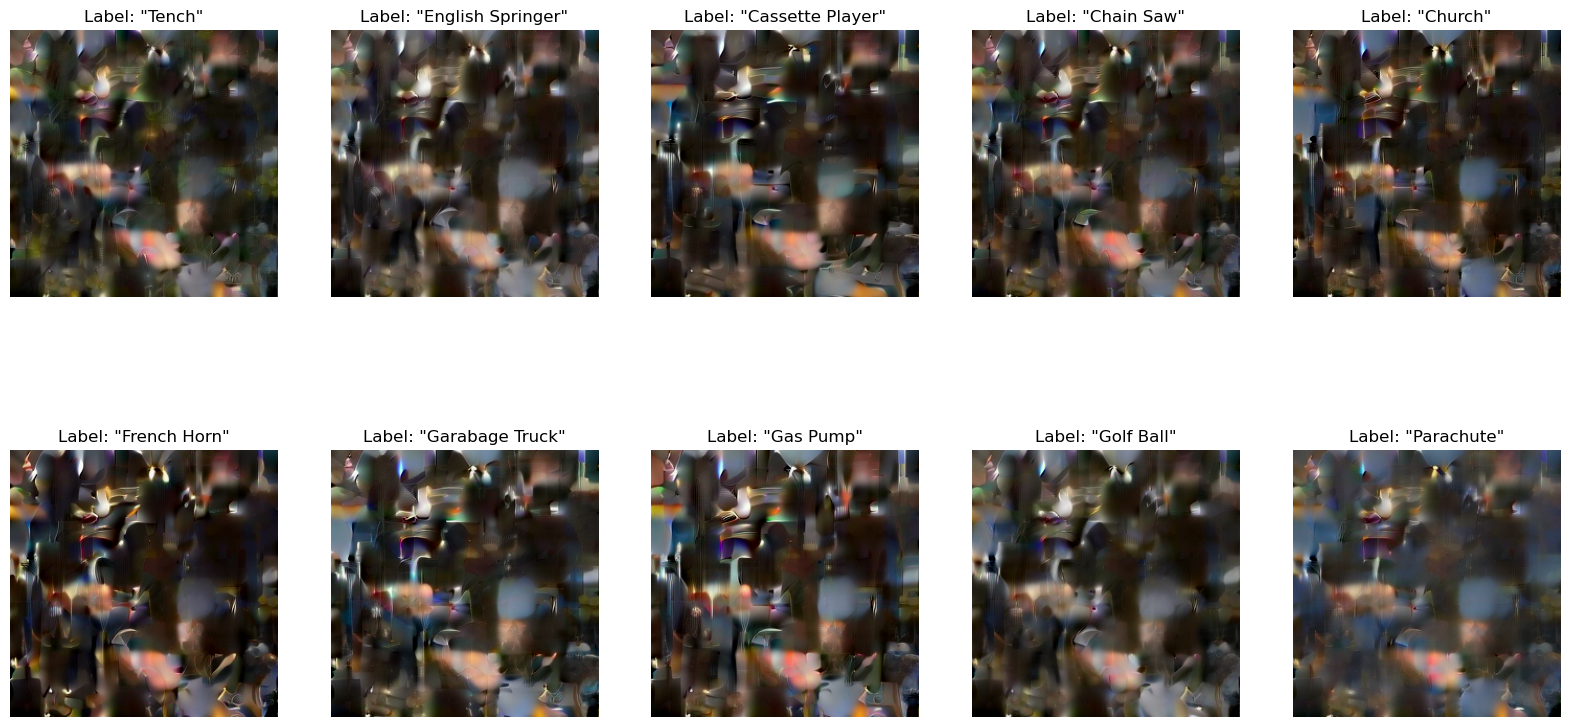 Label: "Tench"
Label: "English Springer"
Label: "Cassette Player"
Label: "Chain Saw"
Label: "Church"
Label: "French Horn"
Label: "Garabage Truck"
Label: "Gas Pump"
Label: "Golf Ball"
Label: "Parachute"